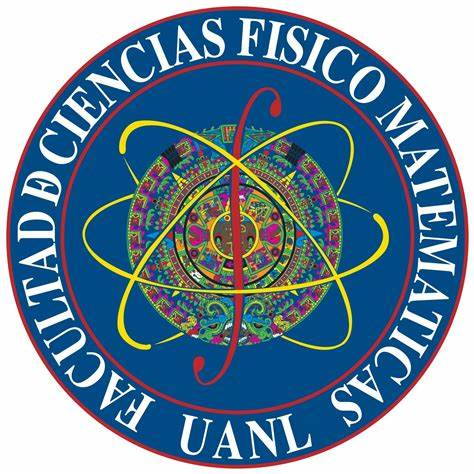 FACULTAD DE CIENCIAS FISICO MATEMATICAS
UANL